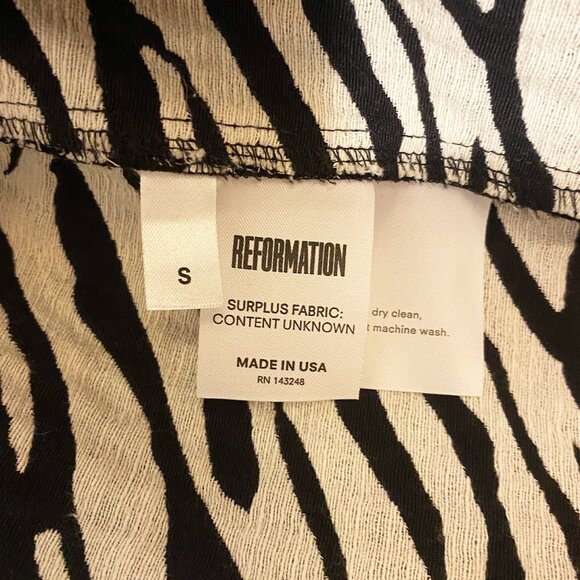 S
REFORMATION
SURPLUS FABRIC:
CONTENT UNKNOWN
MADE IN USA
RN 143248
dry clean,
machine wash.